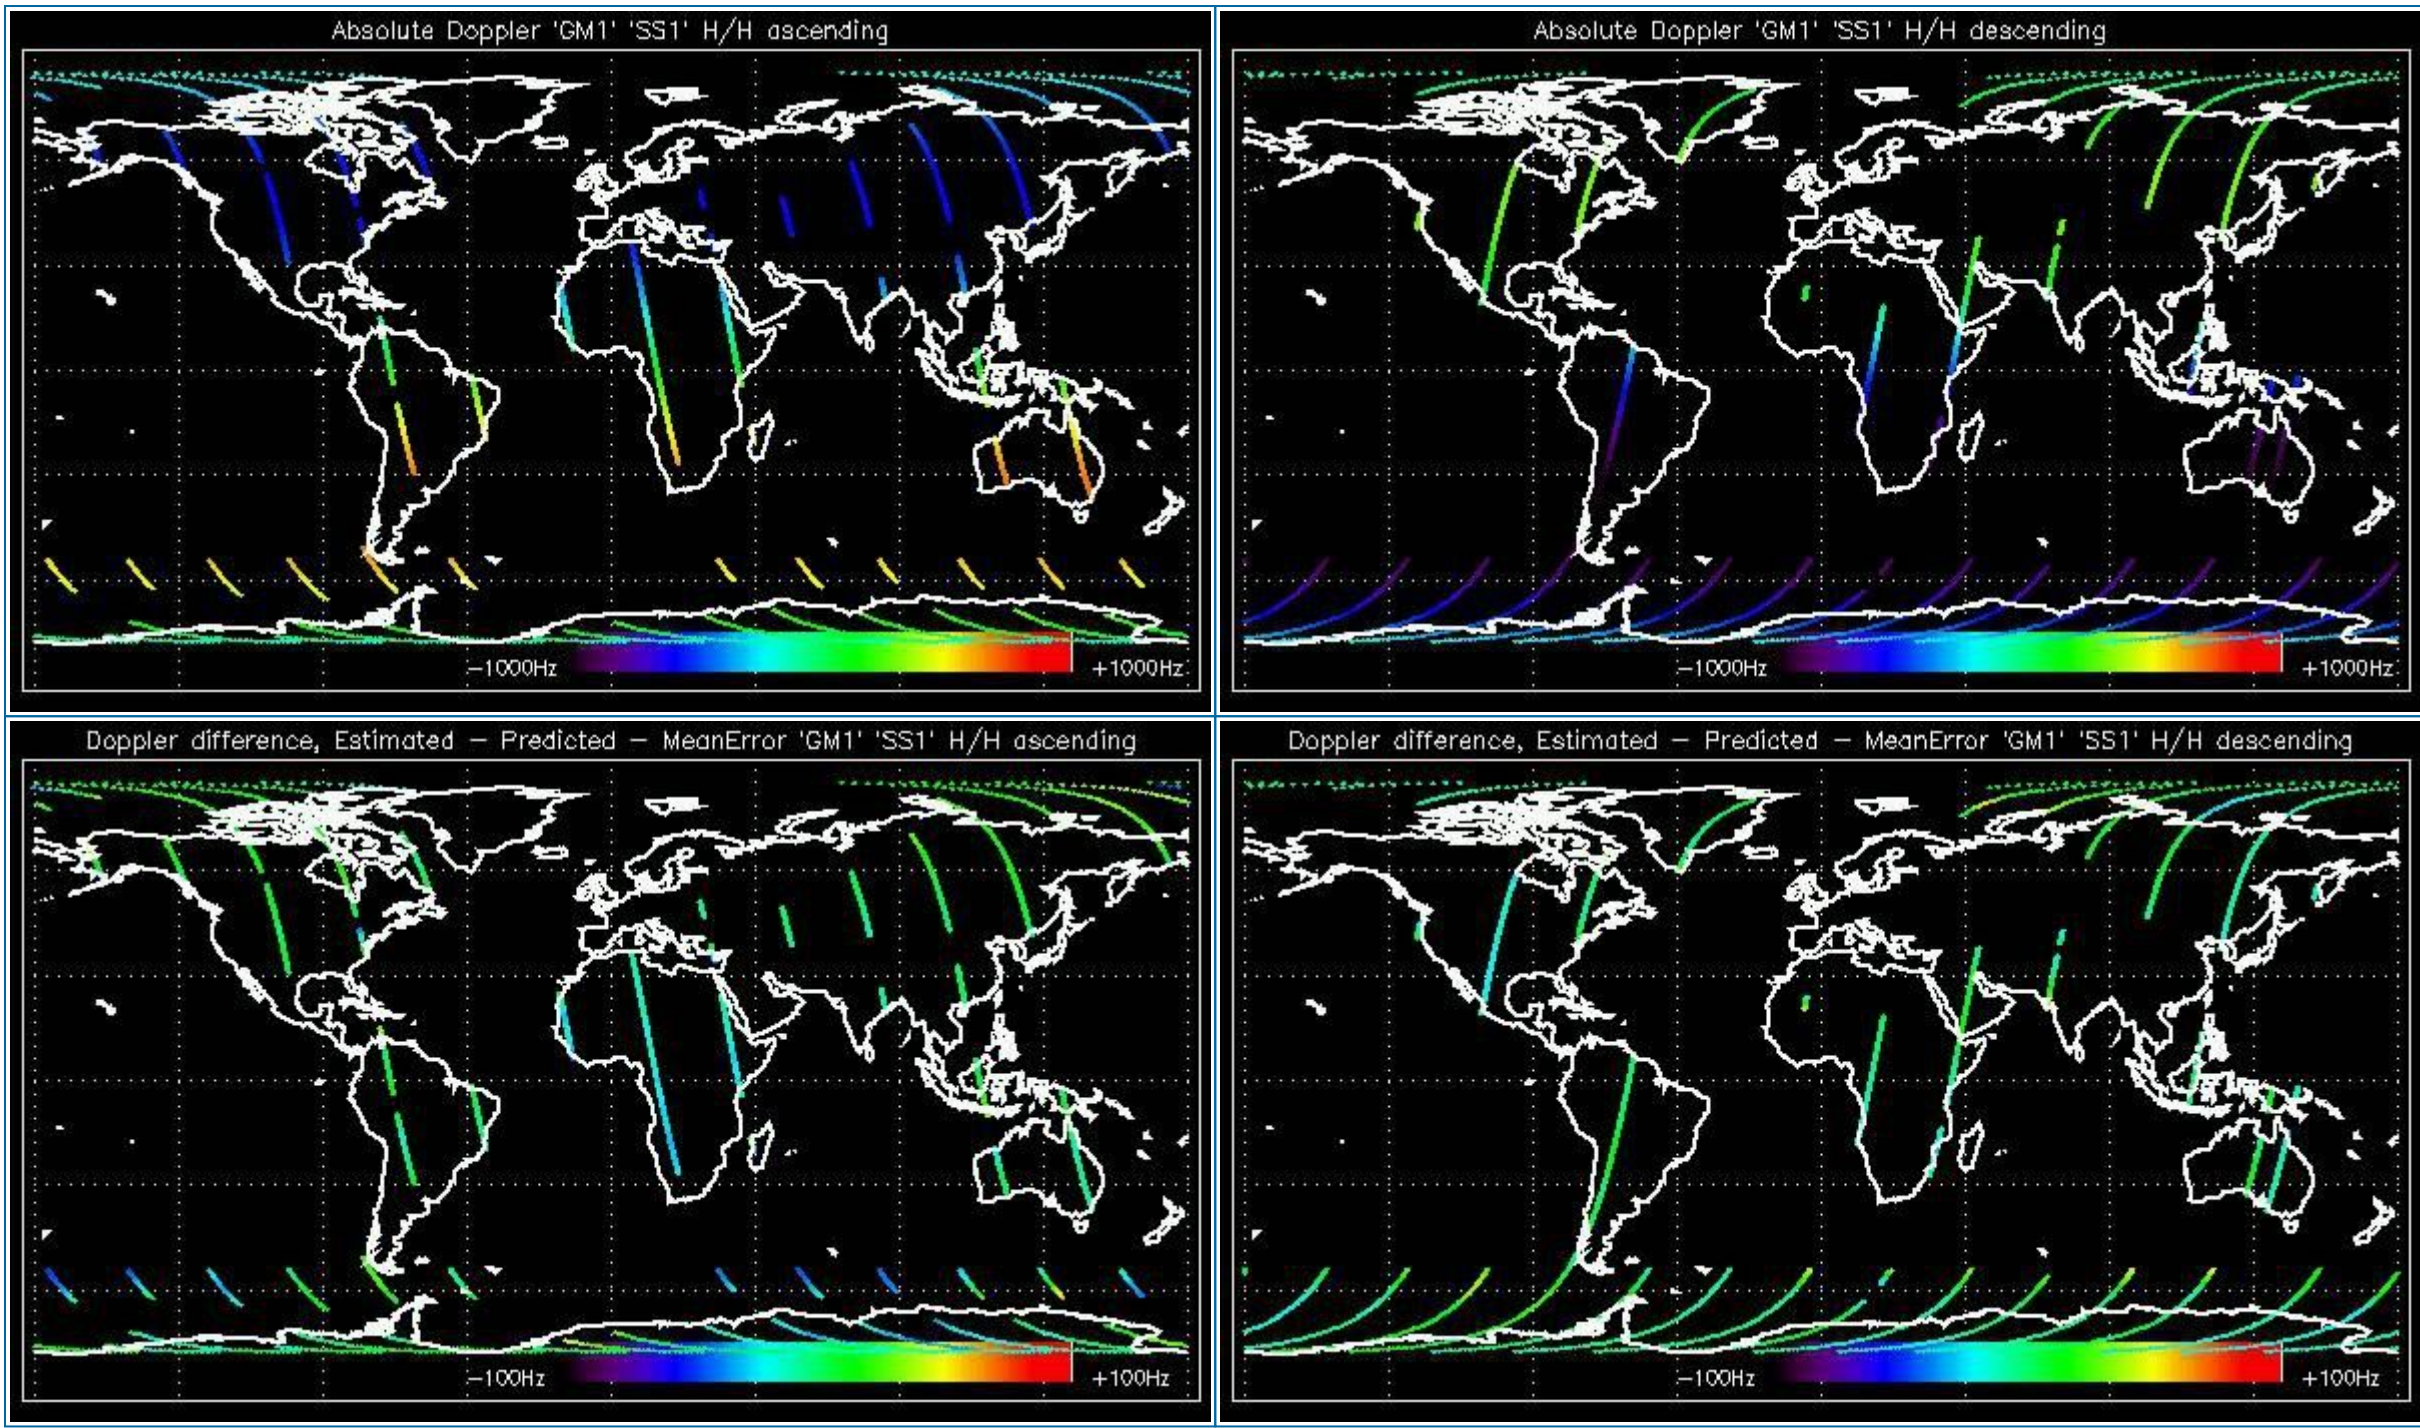 Absolute Doppler 'GM1' 'SS1' H/H ascending
−1000Hz
+1000Hz
Absolute Doppler 'GM1' 'SS1' H/H descending
−1000Hz
+1000Hz
Doppler difference, Estimated − Predicted − MeanError 'GM1' 'SS1' H/H ascending
−100Hz
+100Hz
Doppler difference, Estimated − Predicted − MeanError 'GM1' 'SS1' H/H descending
−100Hz
+100Hz